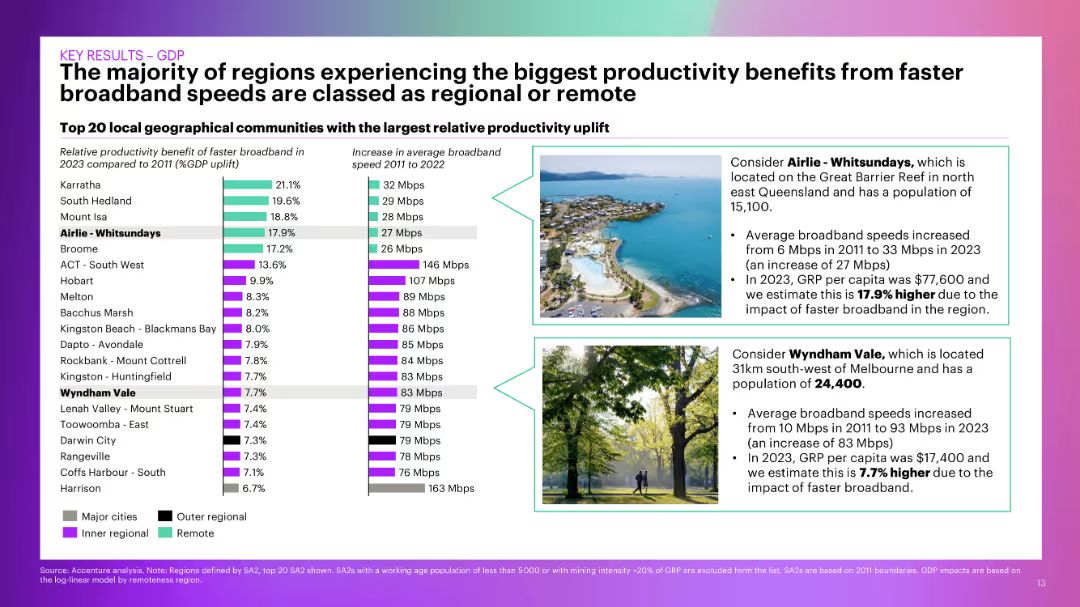 KEY RESULTS – GDP
The majority of regions experiencing the biggest productivity benefits from faster
broadband speeds are classed as regional or remote
Top 20 local geographical communities with the largest relative productivity uplift
Relative productivity benefit of faster broadband in
2023 compared to 2011 (%GDP uplift)
Increase in average broadband
speed 2011 to 2022
Karratha 21.1% 32 Mbps
South Hedland 19.6% 29 Mbps
Mount Isa 18.8% 28 Mbps
Airlie - Whitsundays 17.9% 27 Mbps
Broome 17.2% 26 Mbps
ACT - South West 13.6% 146 Mbps
Hobart 9.9% 107 Mbps
Melton 8.3% 89 Mbps
Bacchus Marsh 8.2% 88 Mbps
Kingston Beach - Blackmans Bay 8.0% 86 Mbps
Dapto - Avondale 7.9% 85 Mbps
Rockbank - Mount Cottrell 7.8% 84 Mbps
Kingston - Huntingfield 7.7% 83 Mbps
Wyndham Vale 7.7% 83 Mbps
Lenah Valley - Mount Stuart 7.4% 79 Mbps
Toowoomba - East 7.4% 79 Mbps
Darwin City 7.3% 79 Mbps
Rangeville 7.3% 78 Mbps
Coffs Harbour - South 7.1% 76 Mbps
Harrison 6.7% 163 Mbps
Major cities Outer regional
Inner regional Remote
Consider Airlie - Whitsundays, which is
located on the Great Barrier Reef in north
east Queensland and has a population of
15,100.
• Average broadband speeds increased
from 6 Mbps in 2011 to 33 Mbps in 2023
(an increase of 27 Mbps)
• In 2023, GRP per capita was $77,600 and
we estimate this is 17.9% higher due to the
impact of faster broadband in the region.
Consider Wyndham Vale, which is located
31km south-west of Melbourne and has a
population of 24,400.
• Average broadband speeds increased
from 10 Mbps in 2011 to 93 Mbps in 2023
(an increase of 83 Mbps)
• In 2023, GRP per capita was $17,400 and
we estimate this is 7.7% higher due to the
impact of faster broadband.
Source: Accenture analysis. Note: Regions defined by SA2, top 20 SA2 shown. SA2s with a working age population of less than 5000 or with mining intensity >20% of GRP are excluded form the list. SA2s are based on 2011 boundaries. GDP impacts are based on
the log-linear model by remoteness region.
13